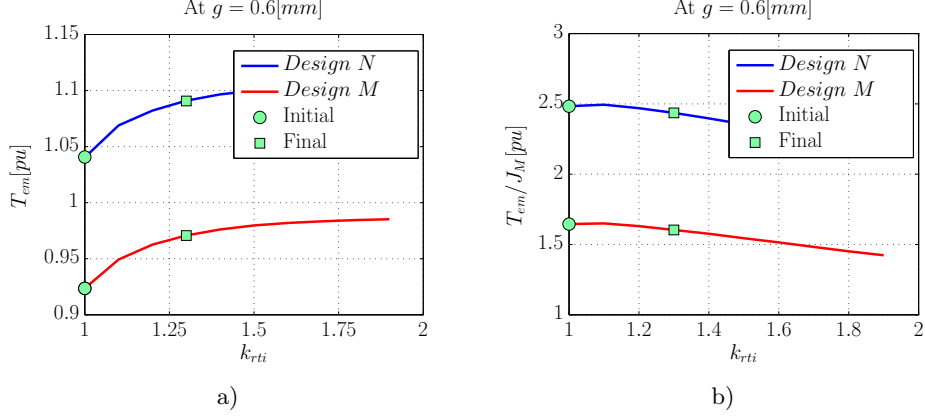 At g = 0.6[mm]
1.15
1.1
1.05
1
0.95
0.9
T_em[pu]
1
1.25
1.5
1.75
2
k_rti
Design N
Design M
Initial
Final
a)
At g = 0.6[mm]
3
2.5
2
1.5
1
T_em/J_M[pu]
1
1.2
1.4
1.6
1.8
2
k_rti
Design N
Design M
Initial
Final
b)